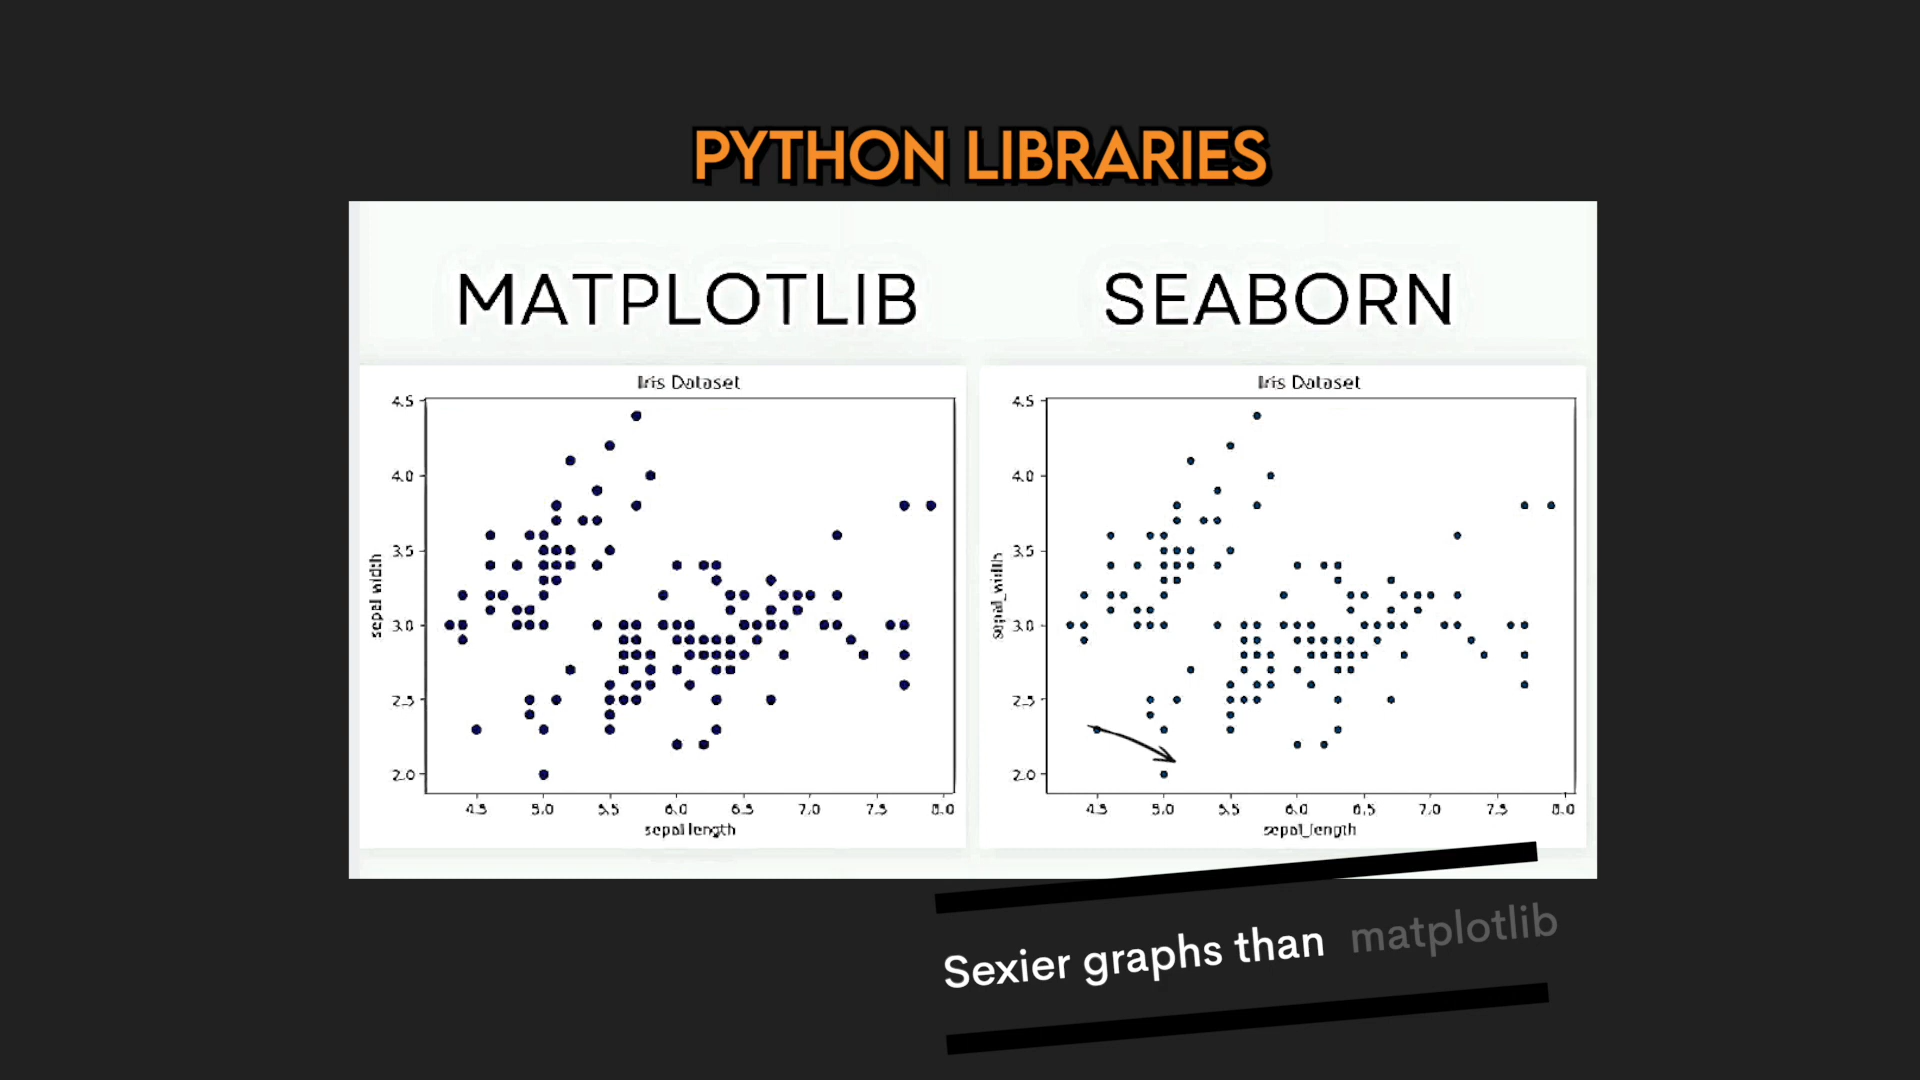 PYTHON LIBRARIES
MATPLOTLIB
SEABORN
Iris Dataset
4.5
4.0
3.5
3.0
2.5
2.0
sepal width
4.5 5.0 5.5 6.0 6.5 7.0 7.5 8.0
sepal length
Iris Dataset
4.5
4.0
3.5
3.0
2.5
2.0
sepal_width
4.5 5.0 5.5 6.0 6.5 7.0 7.5 8.0
sepal_length
Sexier graphs than matplotlib